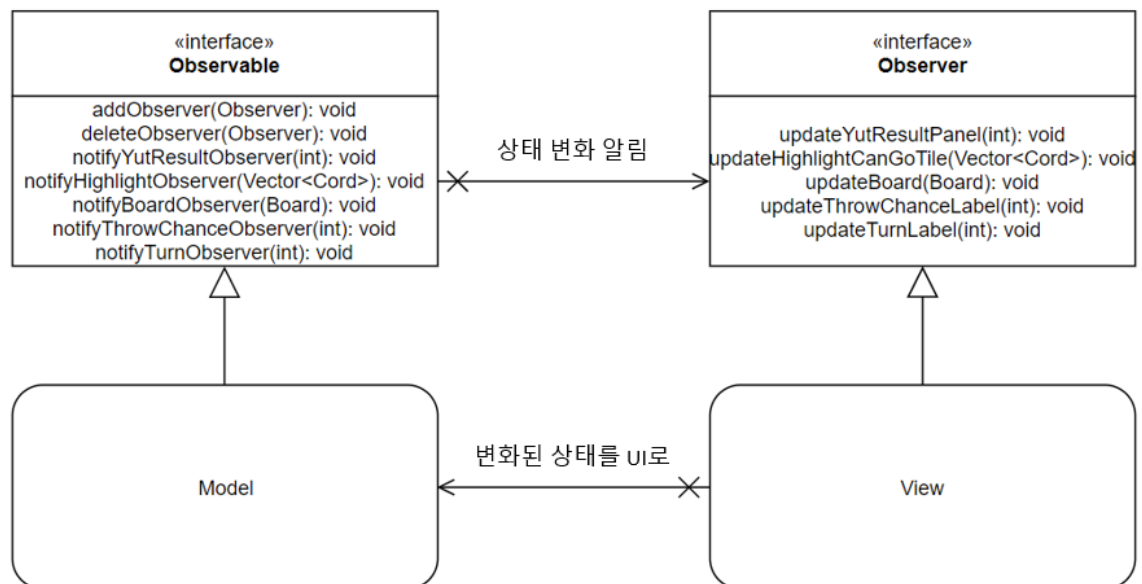 «interface»
Observable
addObserver(Observer): void
deleteObserver(Observer): void
notifyYutResultObserver(int): void
notifyHighlightObserver(Vector<Cord>): void
notifyBoardObserver(Board): void
notifyThrowChanceObserver(int): void
notifyTurnObserver(int): void
상태 변화 알림
«interface»
Observer
updateYutResultPanel(int): void
updateHighlightCanGoTile(Vector<Cord>): void
updateBoard(Board): void
updateThrowChanceLabel(int): void
updateTurnLabel(int): void
Model
변화된 상태를 UI로
View